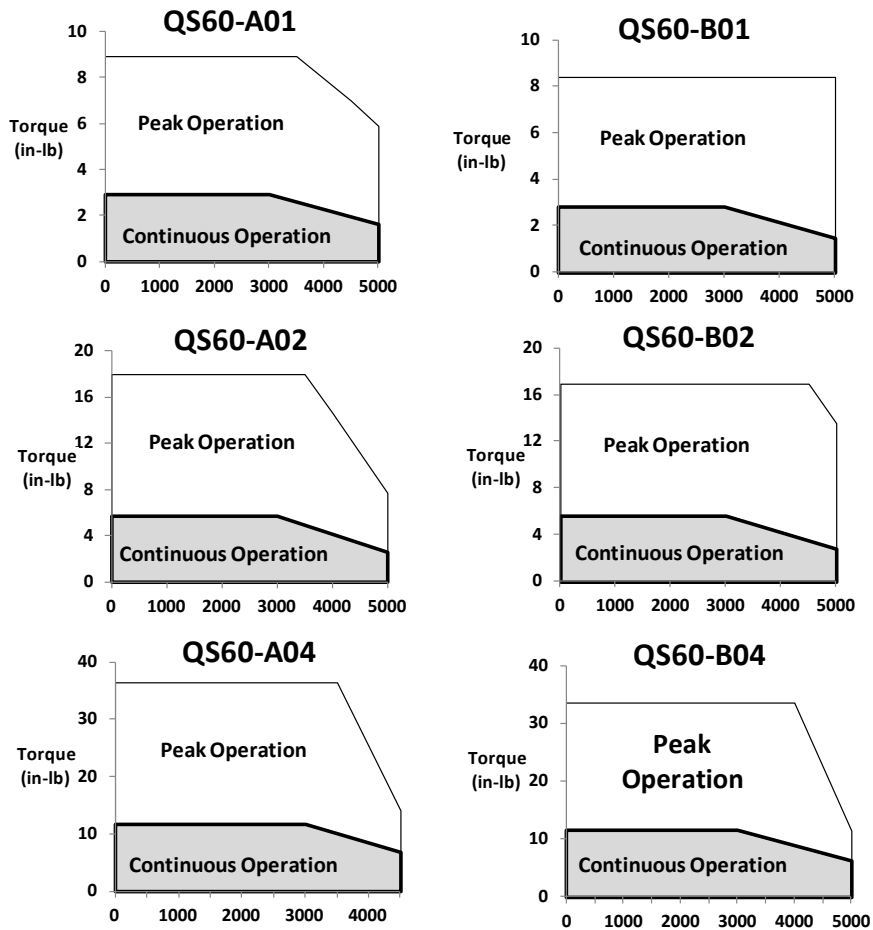 QS60-A01
10
8
6
4
2
0
Torque
(in-lb)
Peak Operation
Continuous Operation
0 1000 2000 3000 4000 5000
QS60-B01
10
8
6
4
2
0
Torque
(in-lb)
Peak Operation
Continuous Operation
0 1000 2000 3000 4000 5000
QS60-A02
20
16
12
8
4
0
Torque
(in-lb)
Peak Operation
Continuous Operation
0 1000 2000 3000 4000 5000
QS60-B02
20
16
12
8
4
0
Torque
(in-lb)
Peak Operation
Continuous Operation
0 1000 2000 3000 4000 5000
QS60-A04
40
30
20
10
0
Torque
(in-lb)
Peak Operation
Continuous Operation
0 1000 2000 3000 4000
QS60-B04
40
30
20
10
0
Torque
(in-lb)
Peak
Operation
Continuous Operation
0 1000 2000 3000 4000 5000